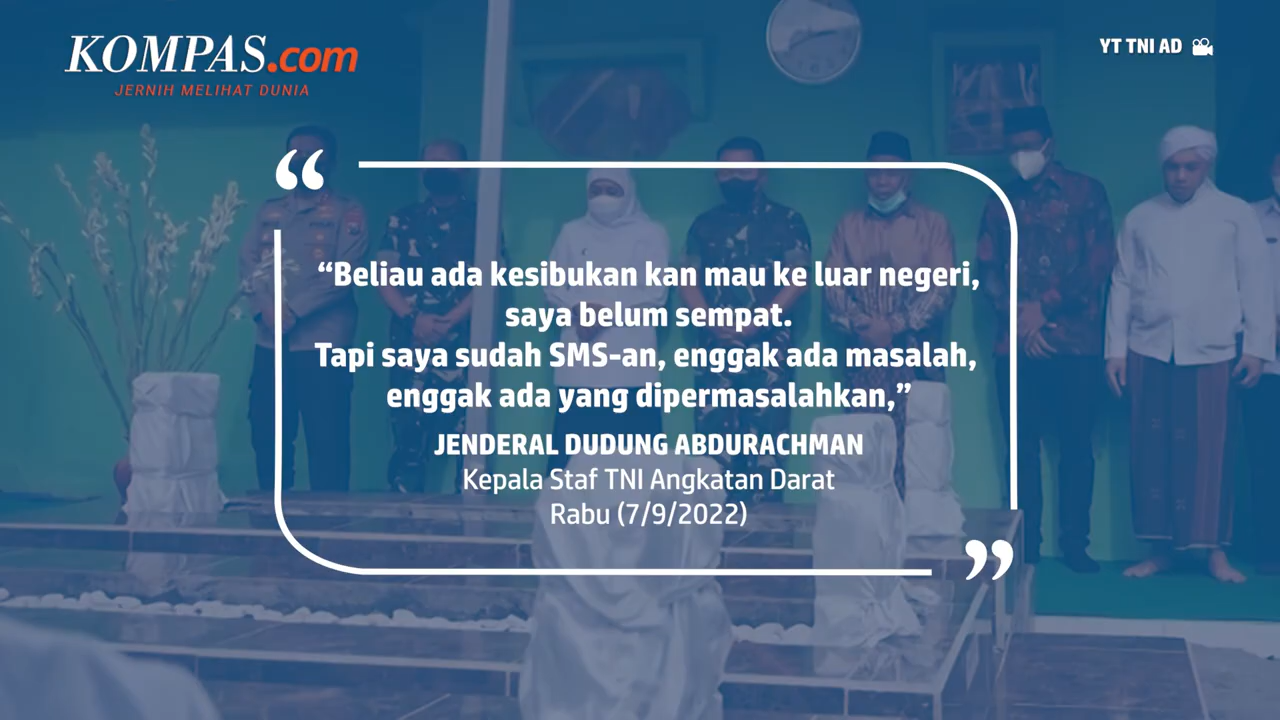 KOMPAS.com
JERNIH MELIHAT DUNIA
YT TNI AD
“
“Beliau ada kesibukan kan mau ke luar negeri,
saya belum sempat.
Tapi saya sudah SMS-an, enggak ada masalah,
enggak ada yang dipermasalahkan,”
JENDERAL DUDUNG ABDURACHMAN
Kepala Staf TNI Angkatan Darat
Rabu (7/9/2022)
”